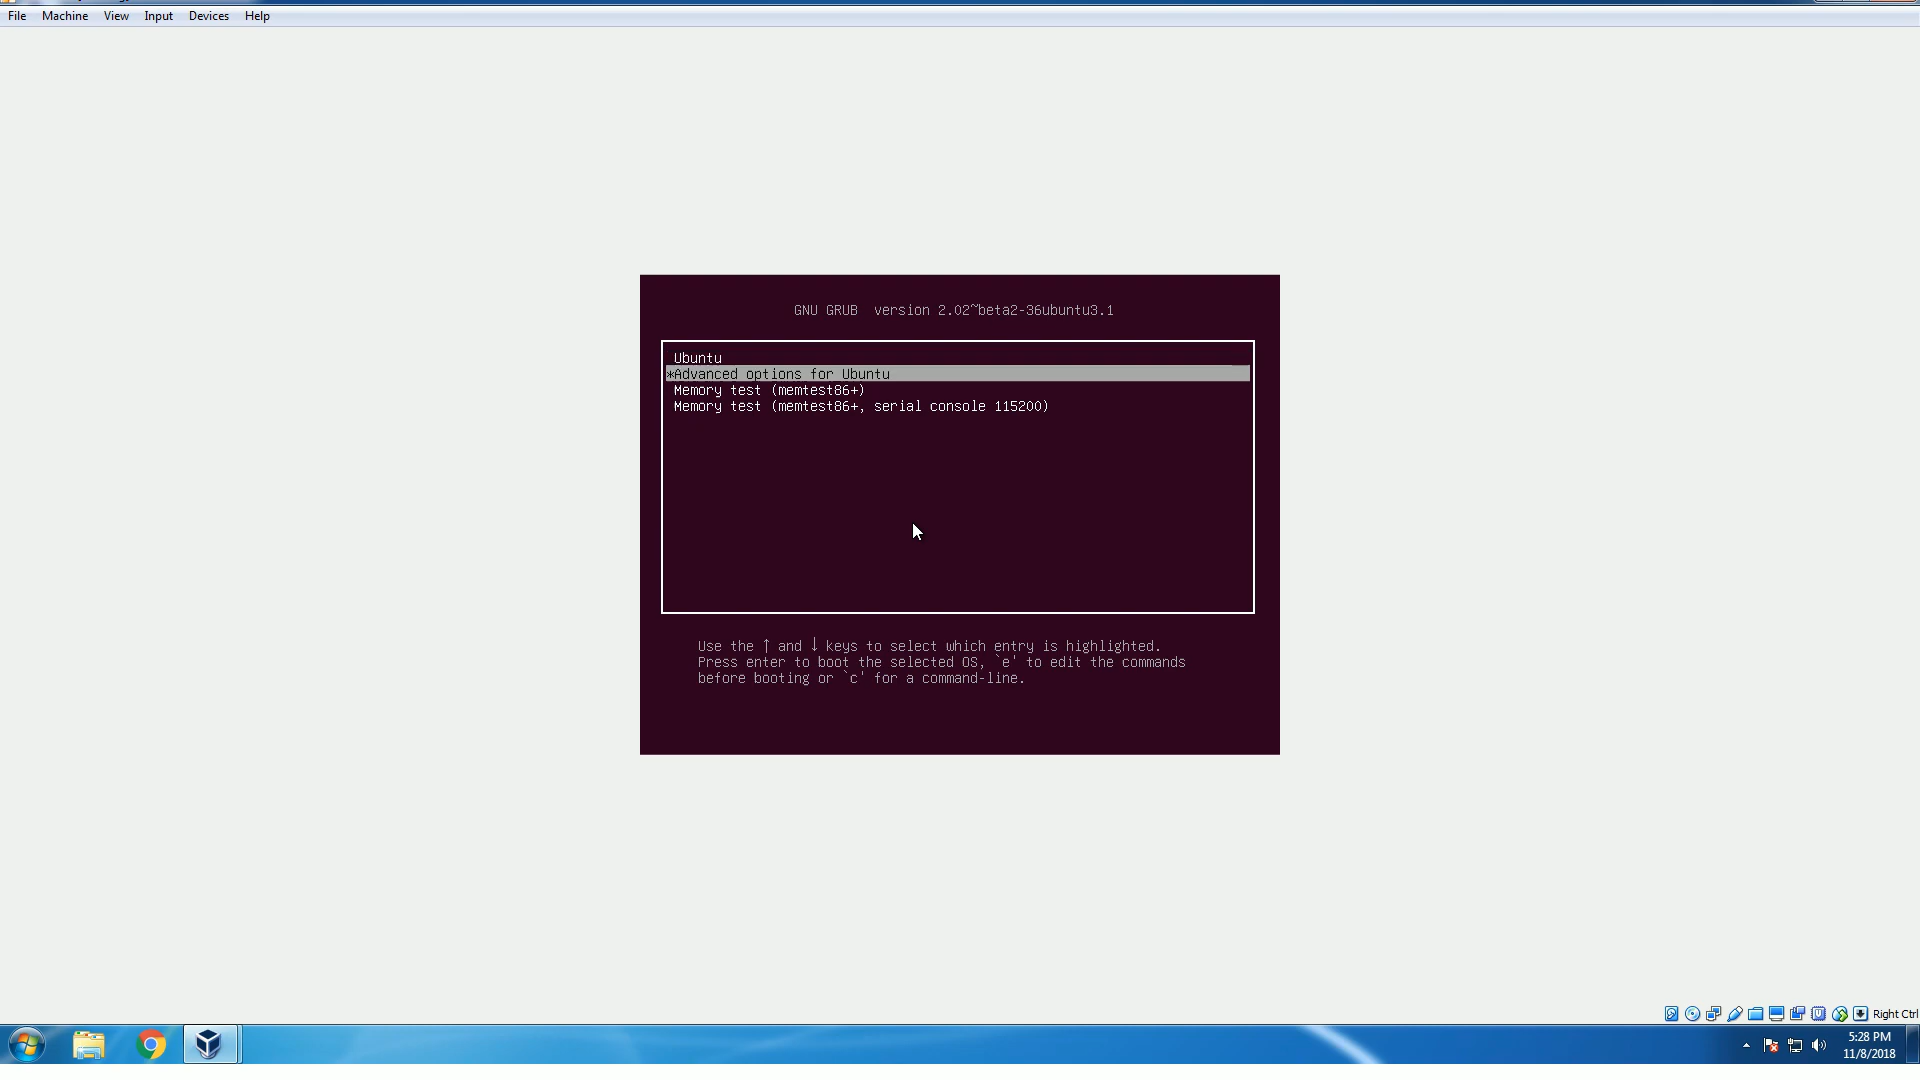 File Machine View Input Devices Help
GNU GRUB version 2.02~beta2-36ubuntu3.1
Ubuntu
*Advanced options for Ubuntu
Memory test (memtest86+)
Memory test (memtest86+, serial console 115200)
Use the ↑ and ↓ keys to select which entry is highlighted.
Press enter to boot the selected OS, `e' to edit the commands
before booting or `c' for a command-line.
Right Ctrl
5:28 PM
11/8/2018